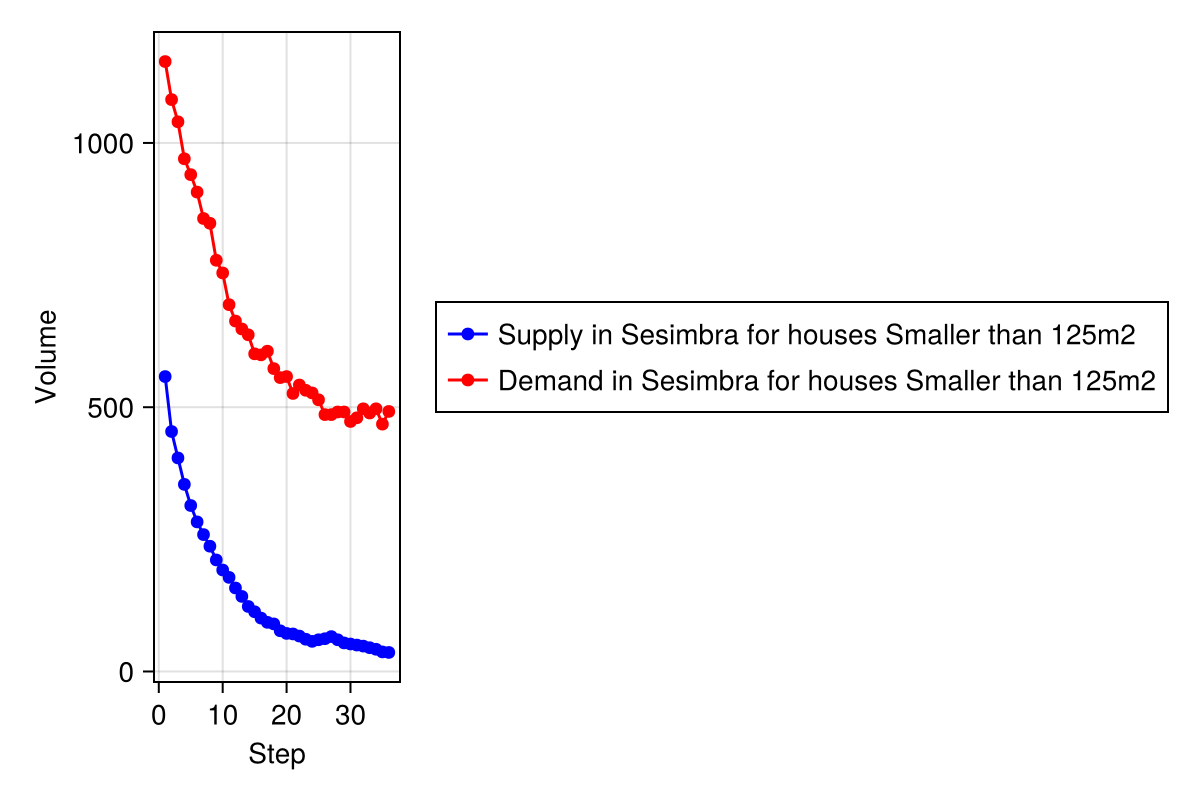 Volume
1000
500
0
0 10 20 30
Step
Supply in Sesimbra for houses Smaller than 125m2
Demand in Sesimbra for houses Smaller than 125m2